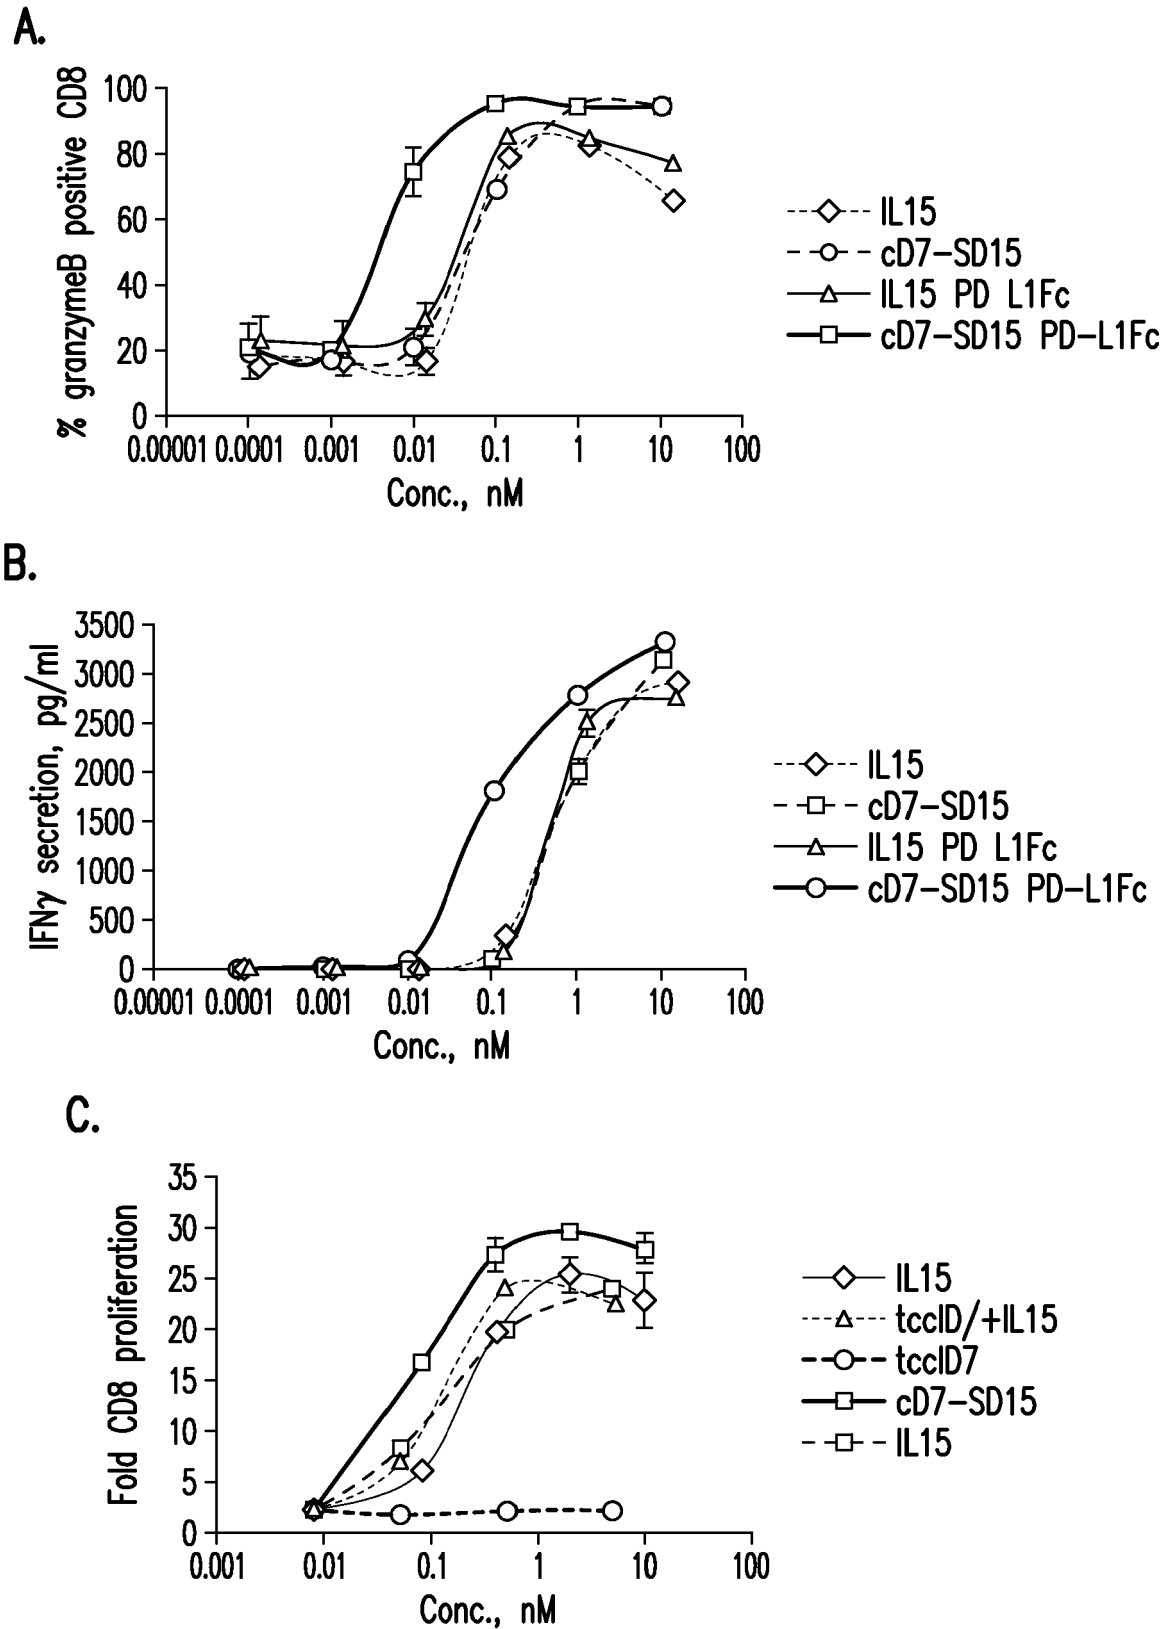 A.
% granzymeB positive CD8
100
80
60
40
20
0
0.00001 0.0001 0.001 0.01 0.1 1 10 100
Conc., nM
IL15
cD7-SD15
IL15 PD L1Fc
cD7-SD15 PD-L1Fc
B.
IFNγ secretion, pg/ml
3500
3000
2500
2000
1500
1000
500
0
0.00001 0.0001 0.001 0.01 0.1 1 10 100
Conc., nM
IL15
cD7-SD15
IL15 PD L1Fc
cD7-SD15 PD-L1Fc
C.
Fold CD8 proliferation
35
30
25
20
15
10
5
0
0.001 0.01 0.1 1 10 100
Conc., nM
IL15
tccID/+IL15
tccID7
cD7-SD15
IL15